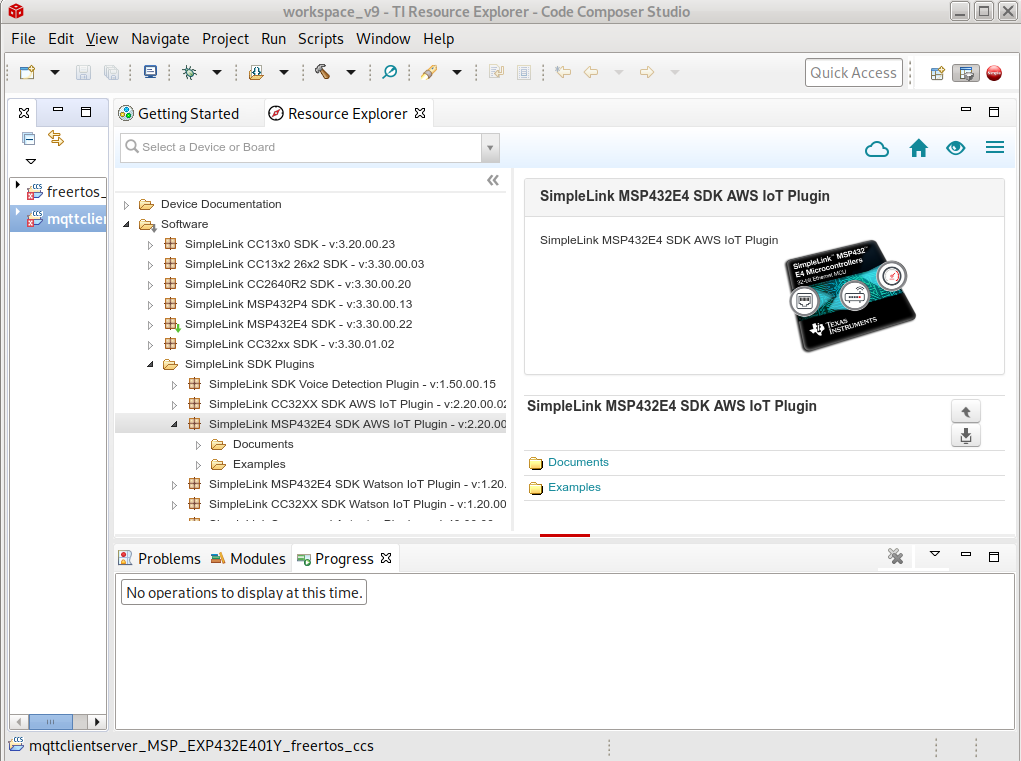 workspace_v9 - TI Resource Explorer - Code Composer Studio
File Edit View Navigate Project Run Scripts Window Help
Quick Access
Getting Started
Resource Explorer
Select a Device or Board
freertos_
mqttclie
Device Documentation
Software
SimpleLink CC13x0 SDK - v:3.20.00.23
SimpleLink CC13x2 26x2 SDK - v:3.30.00.03
SimpleLink CC2640R2 SDK - v:3.30.00.20
SimpleLink MSP432P4 SDK - v:3.30.00.13
SimpleLink MSP432E4 SDK - v:3.30.00.22
SimpleLink CC32xx SDK - v:3.30.01.02
SimpleLink SDK Plugins
SimpleLink SDK Voice Detection Plugin - v:1.50.00.15
SimpleLink CC32XX SDK AWS IoT Plugin - v:2.20.00.02
SimpleLink MSP432E4 SDK AWS IoT Plugin - v:2.20.00
Documents
Examples
SimpleLink MSP432E4 SDK Watson IoT Plugin - v:1.20.
SimpleLink CC32XX SDK Watson IoT Plugin - v:1.20.00
SimpleLink MSP432E4 SDK AWS IoT Plugin
SimpleLink MSP432E4 SDK AWS IoT Plugin
SimpleLink™ MSP432™
E4 Microcontrollers
32-bit Ethernet MCU
TEXAS
INSTRUMENTS
SimpleLink MSP432E4 SDK AWS IoT Plugin
Documents
Examples
Problems
Modules
Progress
No operations to display at this time.
mqttclientserver_MSP_EXP432E401Y_freertos_ccs